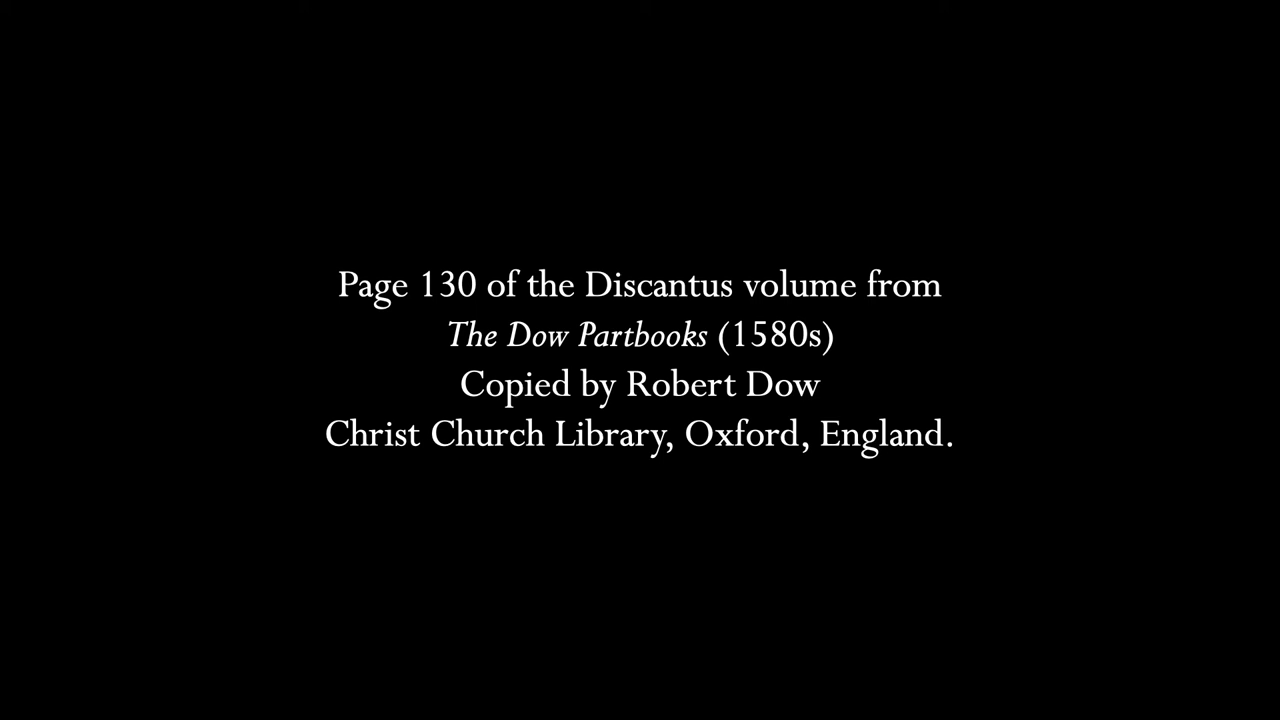 Page 130 of the Discantus volume from
The Dow Partbooks (1580s)
Copied by Robert Dow
Christ Church Library, Oxford, England.